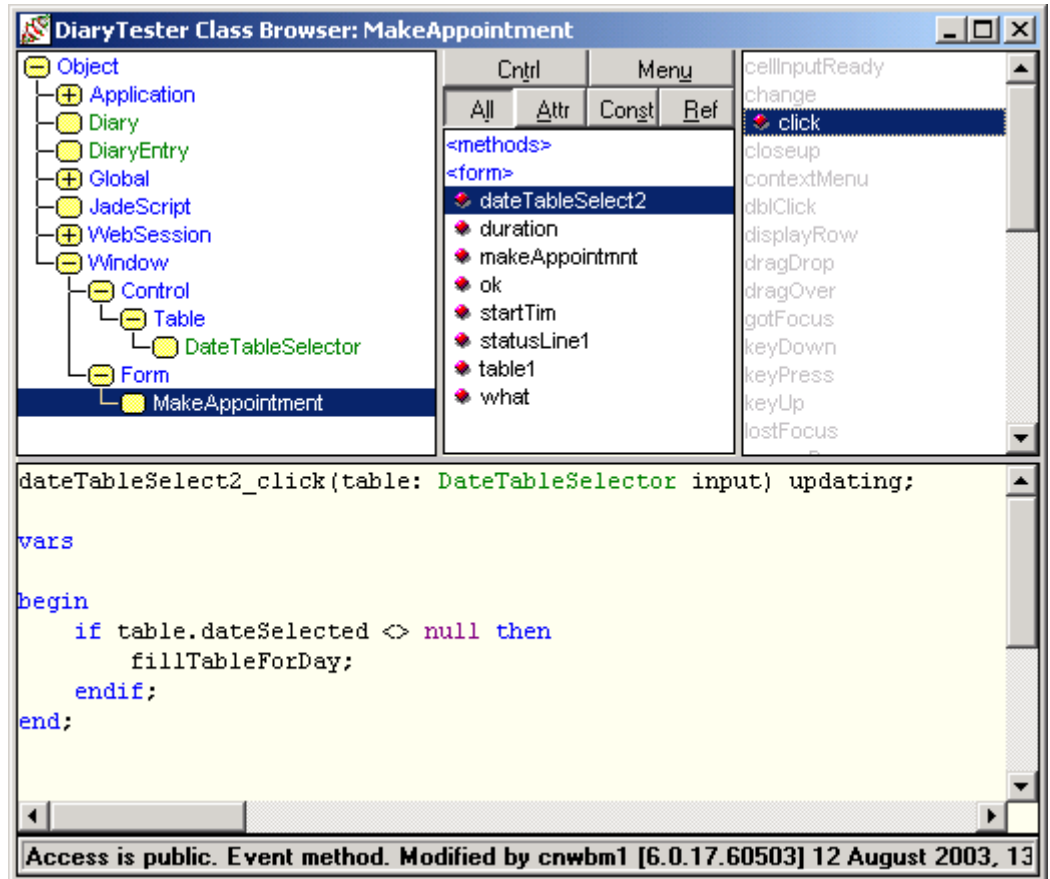 DiaryTester Class Browser: MakeAppointment
Object
Application
Diary
DiaryEntry
Global
JadeScript
WebSession
Window
Control
Table
DateTableSelector
Form
MakeAppointment
Cntrl Menu
All Attr Const Ref
<methods>
<form>
dateTableSelect2
duration
makeAppointmnt
ok
startTim
statusLine1
table1
what
cellInputReady
change
click
closeup
contextMenu
dblClick
displayRow
dragDrop
dragOver
gotFocus
keyDown
keyPress
keyUp
lostFocus
dateTableSelect2_click(table: DateTableSelector input) updating;
vars
begin
if table.dateSelected <> null then
fillTableForDay;
endif;
end;
Access is public. Event method. Modified by cnwbm1 [6.0.17.60503] 12 August 2003, 13